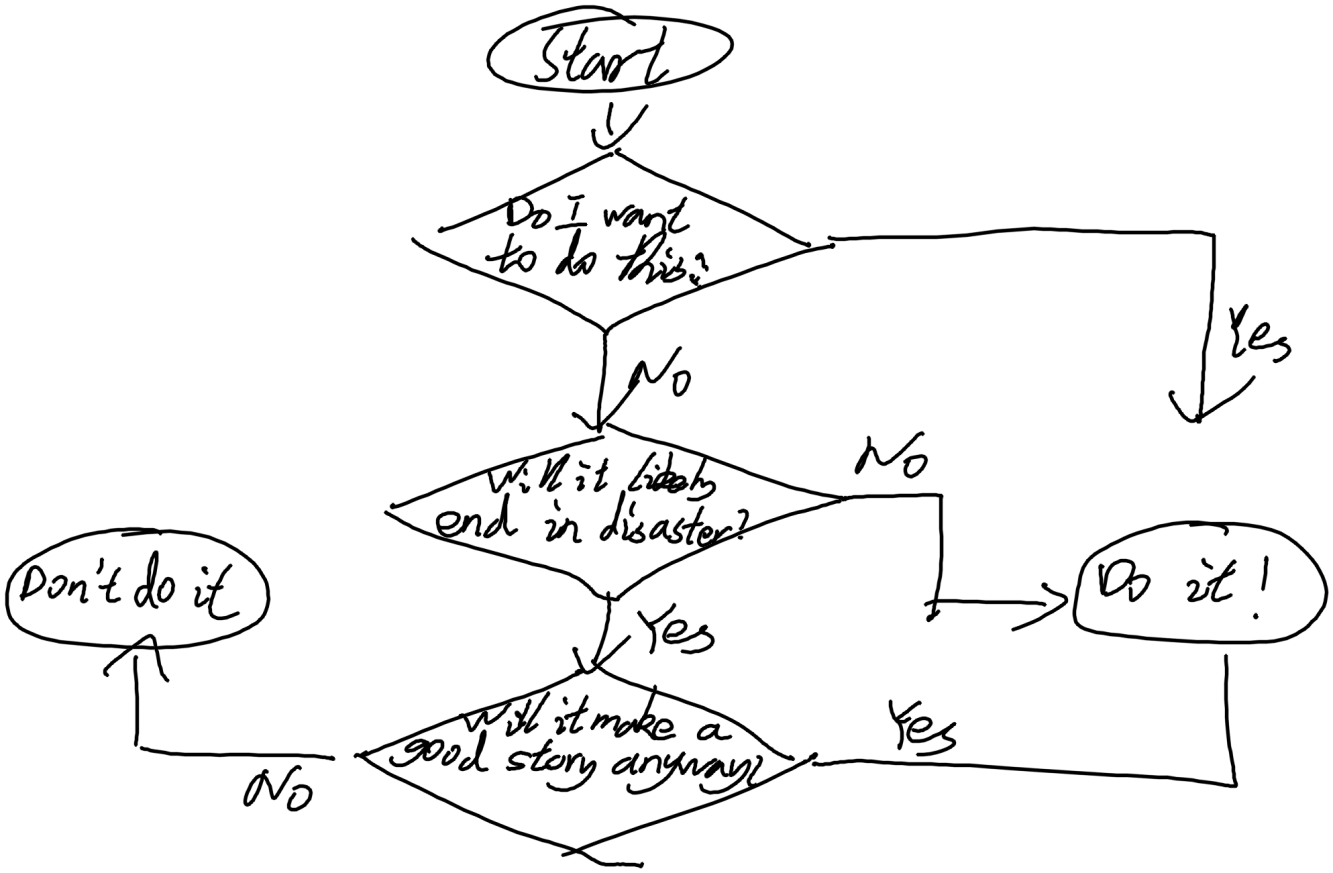 Start
Do I want
to do this?
Yes
No
Will it likely
end in disaster?
No
Don't do it
Do it!
Yes
Will it make a
good story anyway?
Yes
No